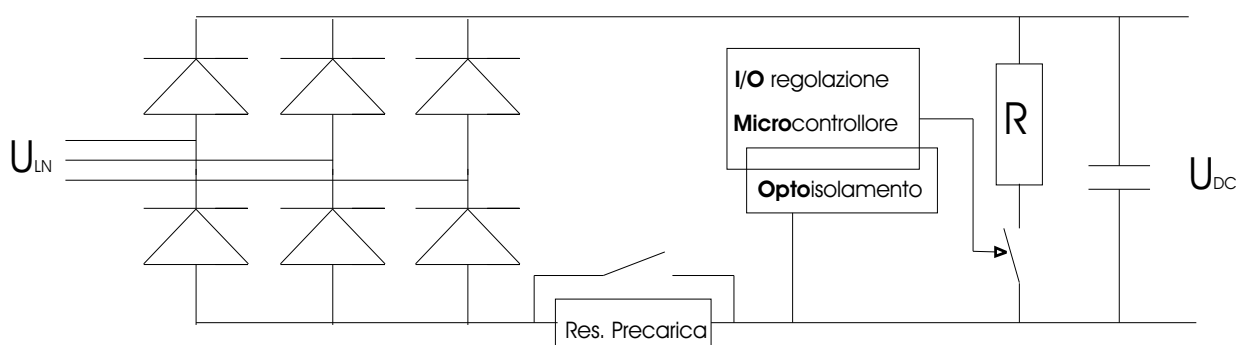 I/O regolazione
Microcontrollore
Optoisolamento
R
ULN
UDC
Res. Precarica